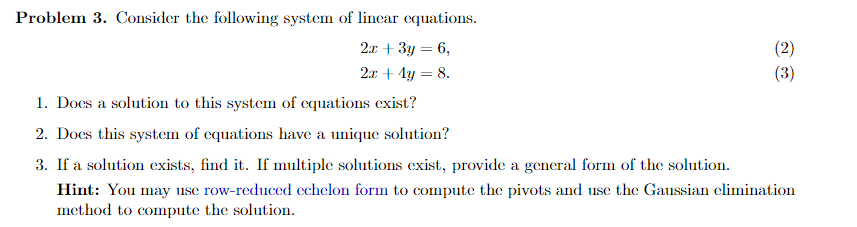 Problem 3. Consider the following system of linear equations.
2x + 3y = 6, (2)
2x + 4y = 8. (3)
1. Does a solution to this system of equations exist?
2. Does this system of equations have a unique solution?
3. If a solution exists, find it. If multiple solutions exist, provide a general form of the solution.
Hint: You may use row-reduced echelon form to compute the pivots and use the Gaussian elimination
method to compute the solution.